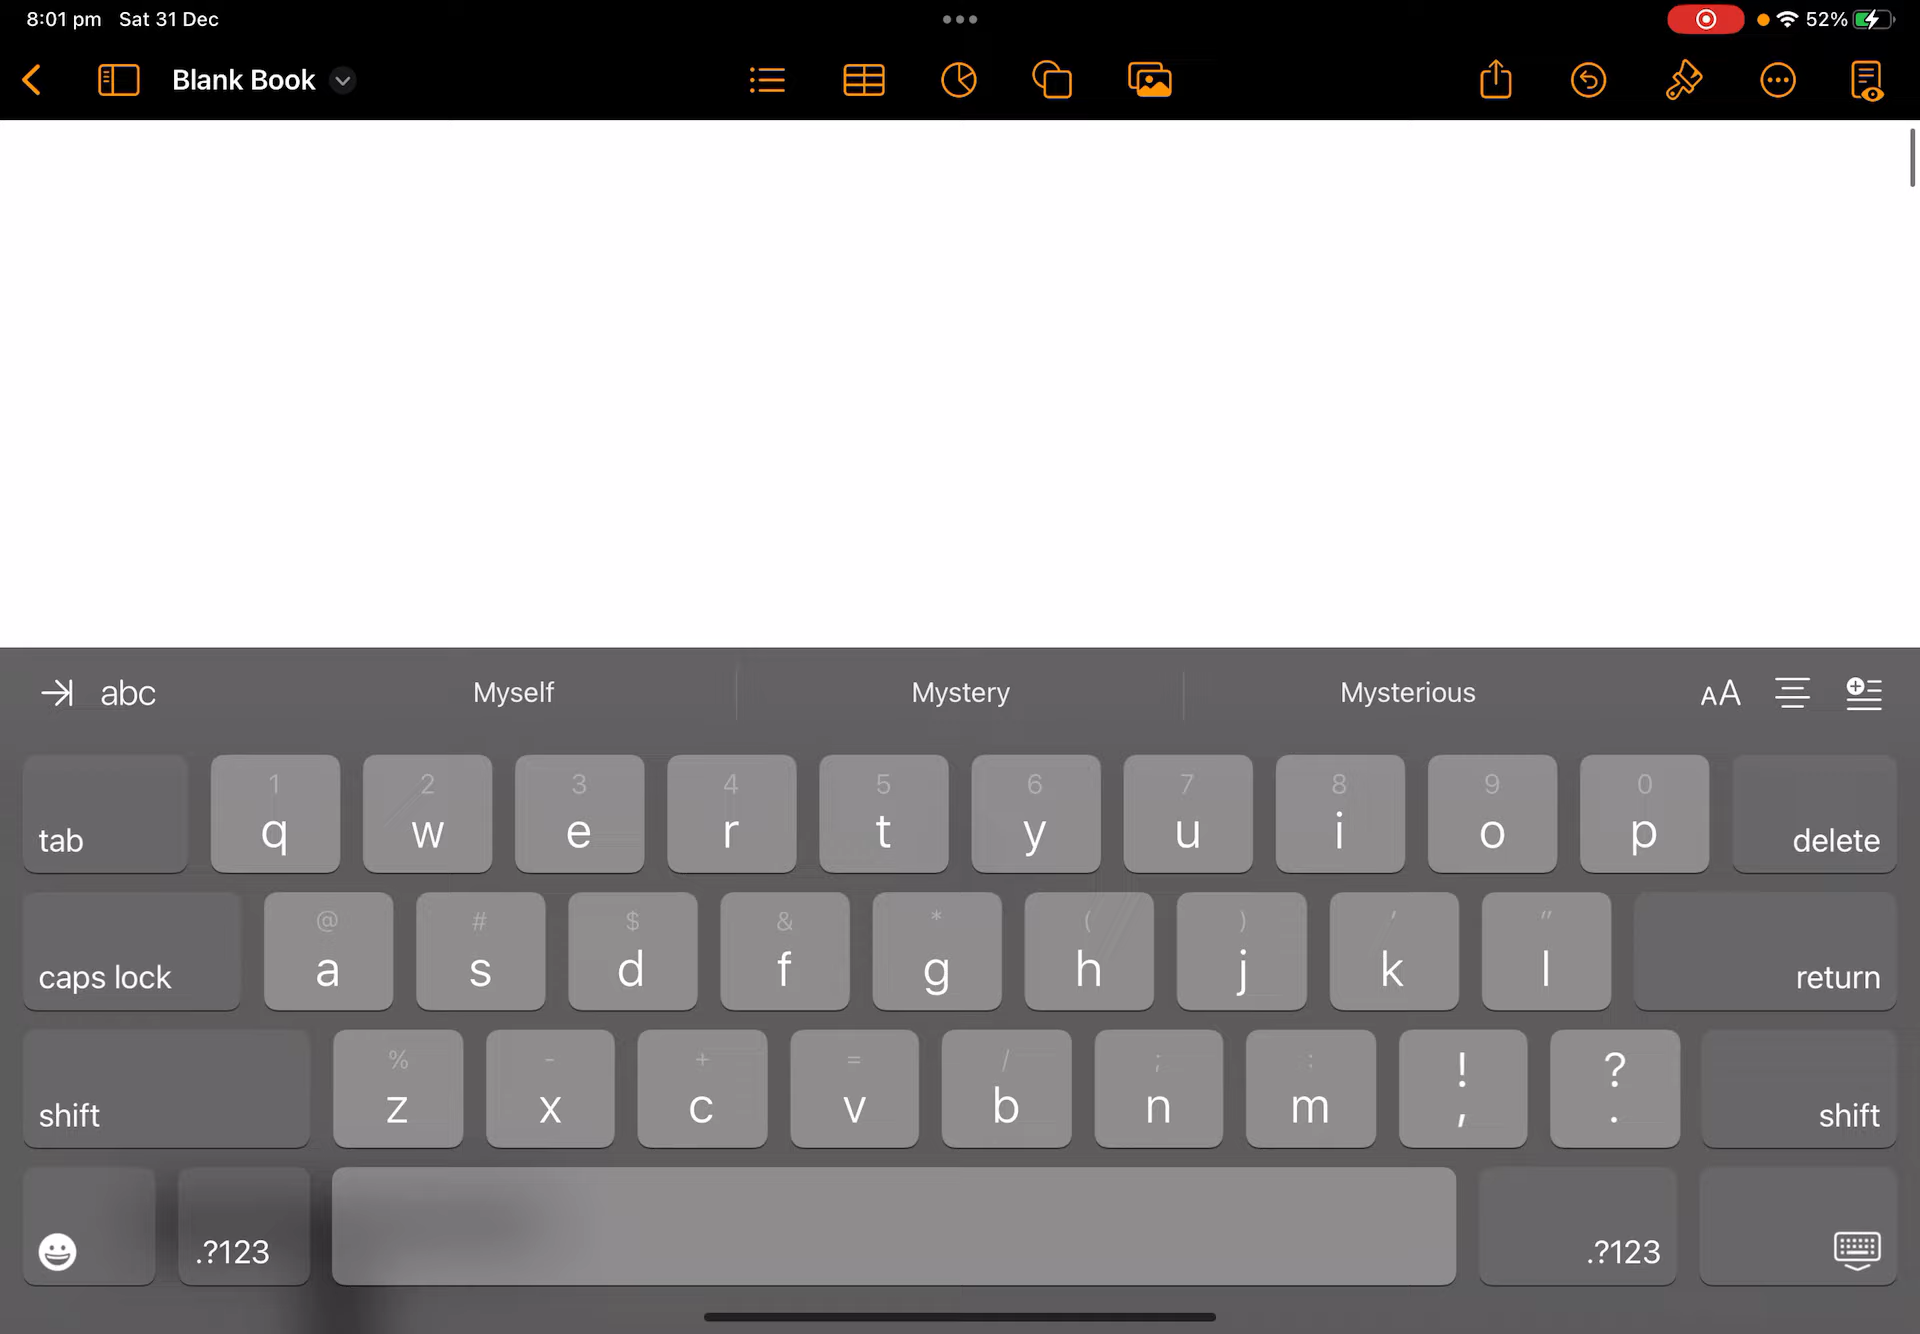 8:01 pm Sat 31 Dec 52%
Blank Book
abc Myself Mystery Mysterious AA
1 2 3 4 5 6 7 8 9 0
tab q w e r t y u i o p delete
@ # $ & * ( ) ' "
caps lock a s d f g h j k l return
% - + = / ; : ! ?
shift z x c v b n m , . shift
.?123 .?123